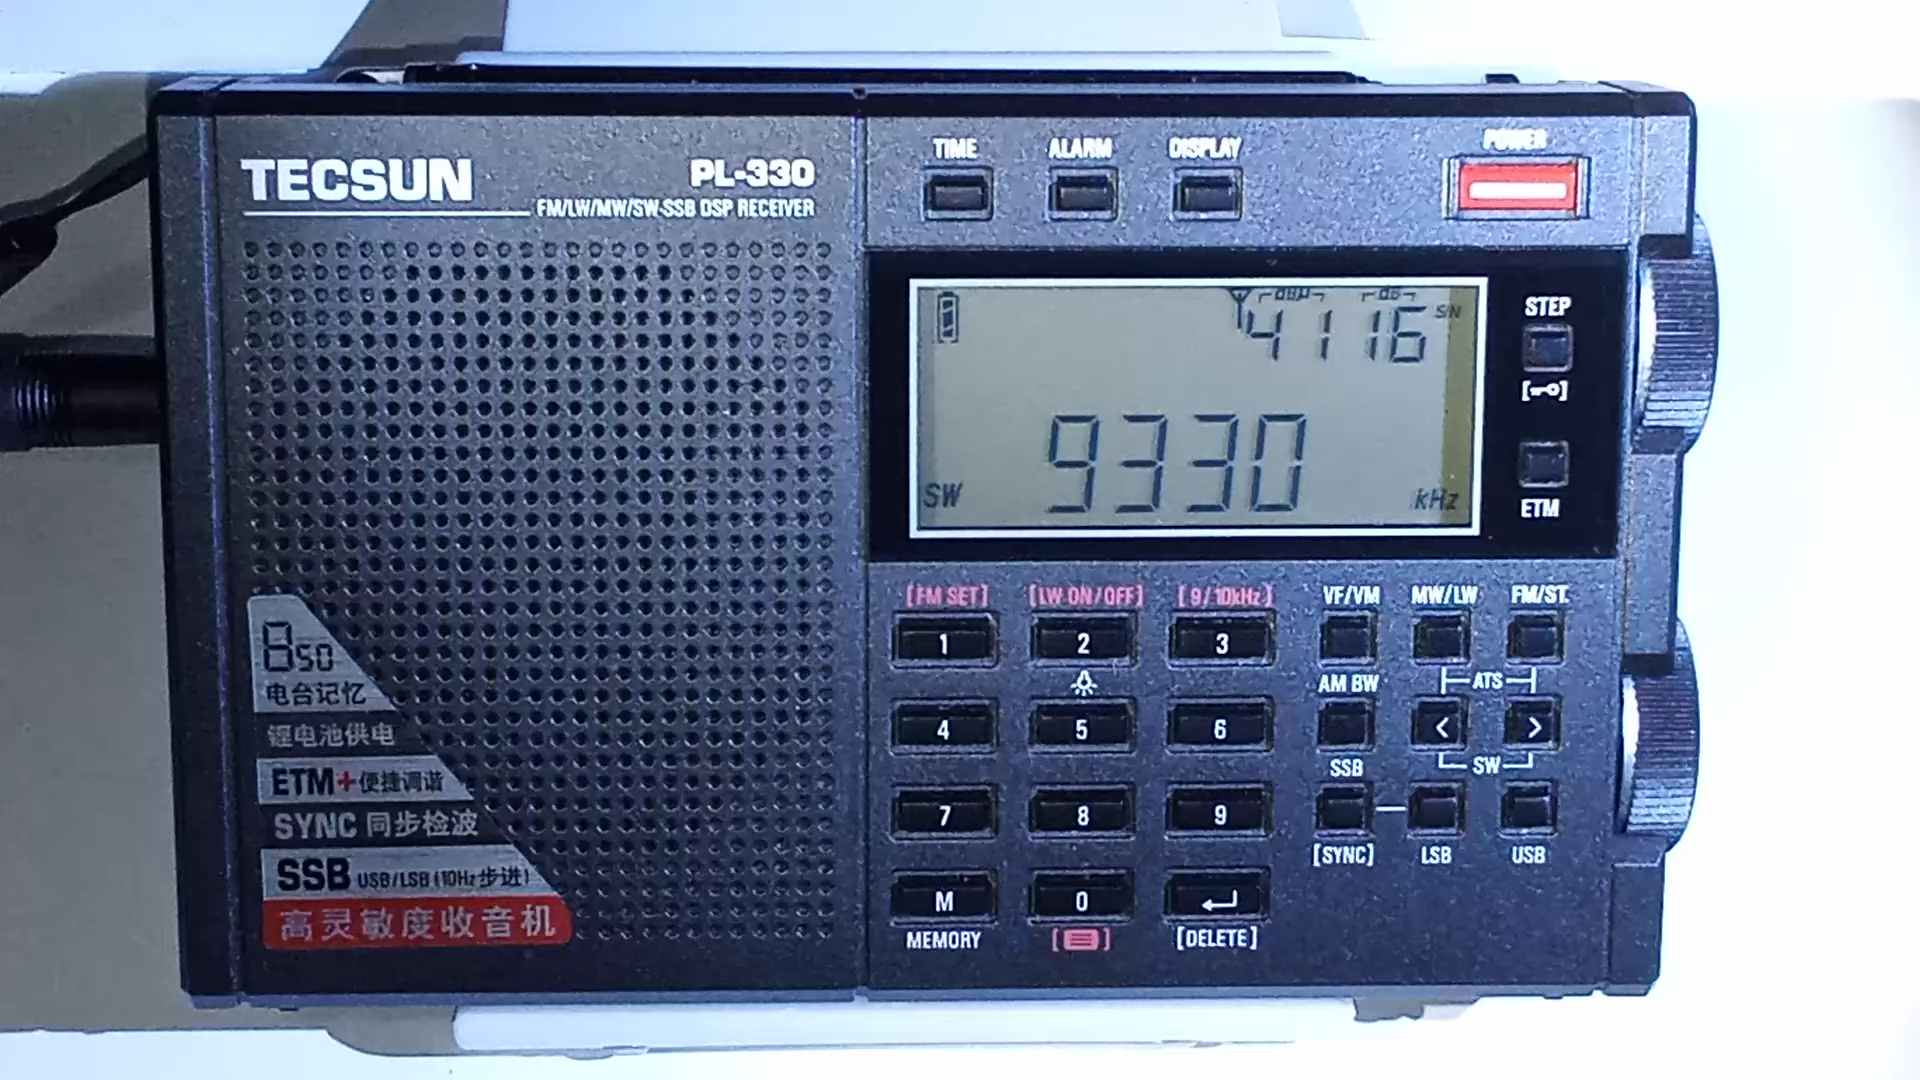 TECSUN
PL-330
FM/LW/MW/SW-SSB DSP RECEIVER
TIME ALARM DISPLAY POWER
dBµ dB
4116 S/N
9330
SW kHz
STEP
ETM
850
电台记忆
锂电池供电
ETM+便捷调谐
SYNC 同步检波
SSB USB/LSB (10Hz步进)
高灵敏度收音机
[FM SET] [LW ON/OFF] [9/10kHz] VF/VM MW/LW FM/ST.
1 2 3
AM BW ATS
4 5 6 < >
SSB SW
7 8 9
[SYNC] LSB USB
M 0
MEMORY [DELETE]